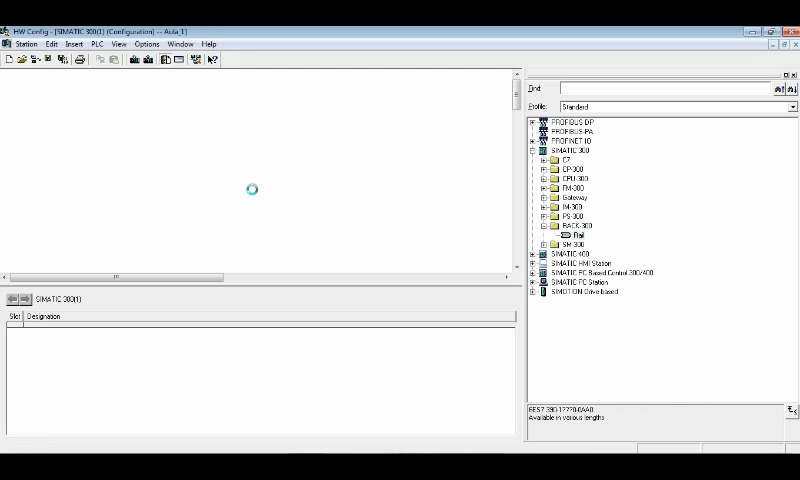 HW Config - [SIMATIC 300(1) (Configuration) -- Aula_1]
Station Edit Insert PLC View Options Window Help
Find:
Profile: Standard
PROFIBUS-DP
PROFIBUS-PA
PROFINET IO
SIMATIC 300
C7
CP-300
CPU-300
FM-300
Gateway
IM-300
PS-300
RACK-300
Rail
SM-300
SIMATIC 400
SIMATIC HMI Station
SIMATIC PC Based Control 300/400
SIMATIC PC Station
SIMOTION Drive-based
SIMATIC 300(1)
Slot Designation
6ES7 390-1???0-0AA0
Available in various lengths